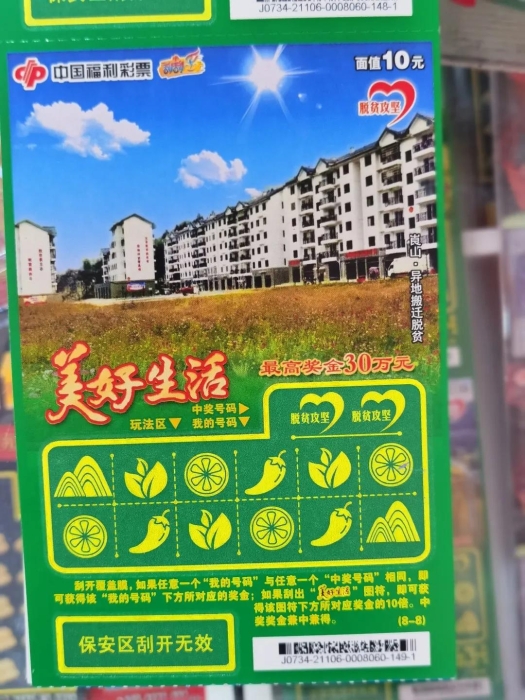 J0734-21106-0008060-148-1
中国福利彩票
面值10元
脱贫攻坚
岚山·异地搬迁脱贫
美好生活
最高奖金30万元
玩法区▼
中奖号码▶
我的号码▼
脱贫攻坚 脱贫攻坚
刮开覆盖膜,如果任意一个“我的号码”与任意一个“中奖号码”相同,即
可获得该“我的号码”下方所对应的奖金;如果刮出“美好生活”图符,即可获
得该图符下方所对应奖金的10倍。中
奖奖金兼中兼得。
(8-8)
保安区刮开无效
J0734-21106-0008060-149-1